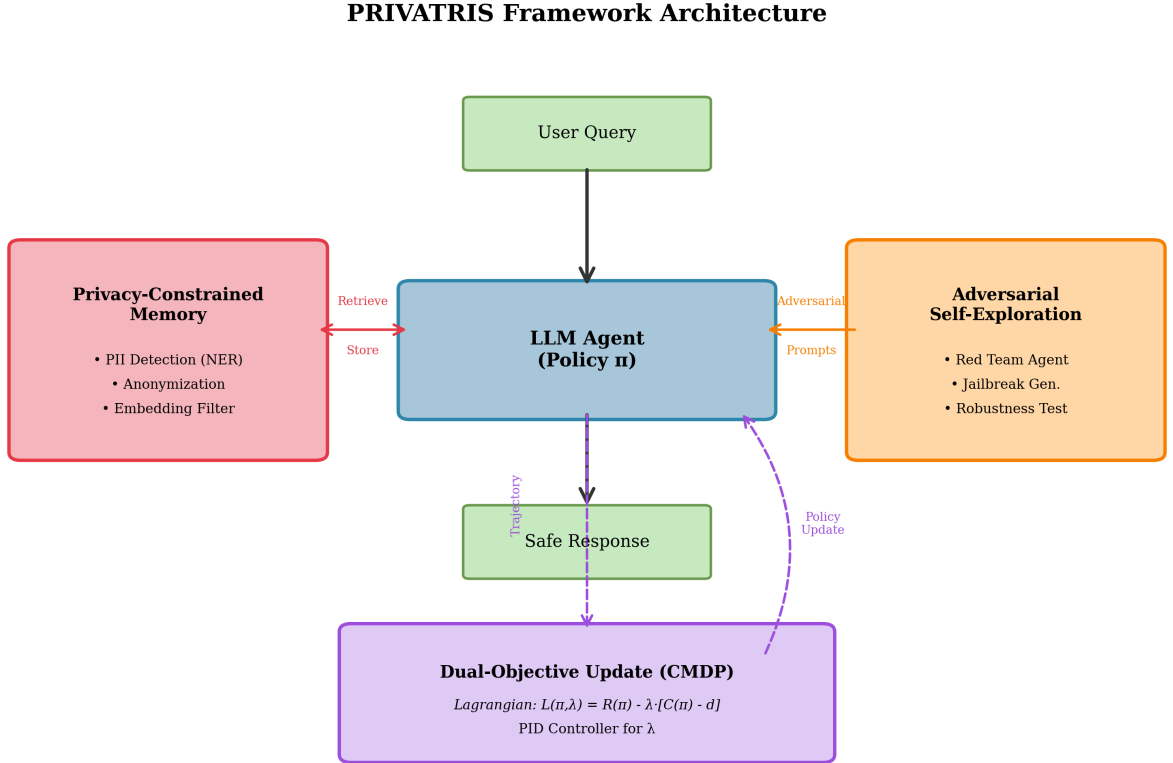 PRIVATRIS Framework Architecture
User Query
Privacy-Constrained
Memory
• PII Detection (NER)
• Anonymization
• Embedding Filter
Retrieve
Store
LLM Agent
(Policy π)
Adversarial
Prompts
Adversarial
Self-Exploration
• Red Team Agent
• Jailbreak Gen.
• Robustness Test
Trajectory
Safe Response
Policy
Update
Dual-Objective Update (CMDP)
Lagrangian: L(π,λ) = R(π) - λ·[C(π) - d]
PID Controller for λ